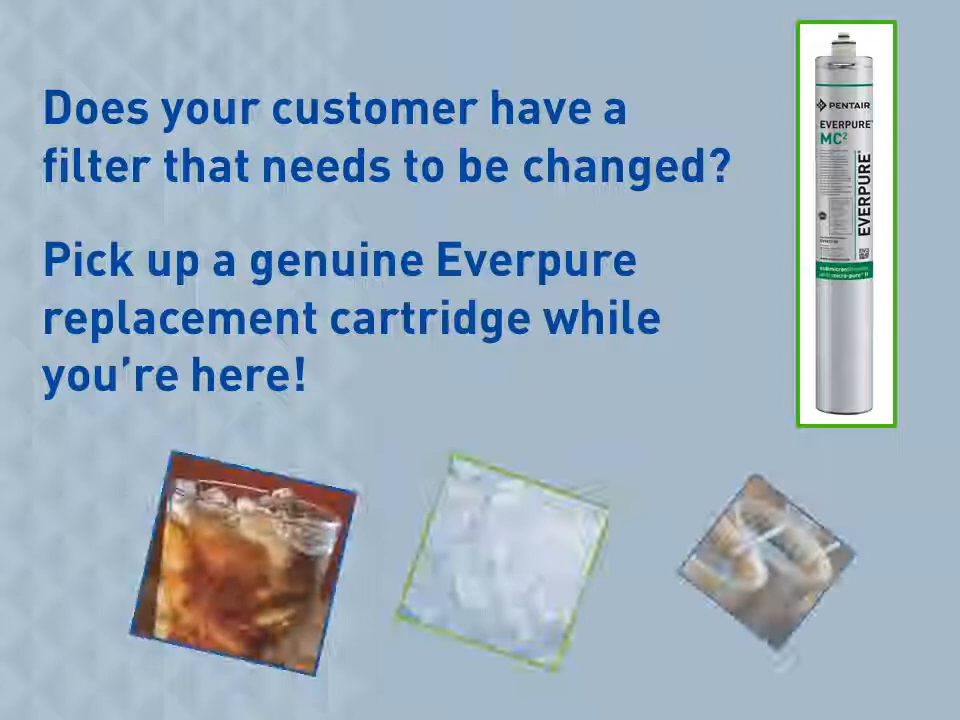 Does your customer have a
filter that needs to be changed?
Pick up a genuine Everpure
replacement cartridge while
you're here!
PENTAIR
EVERPURE
MC²
EVERPURE